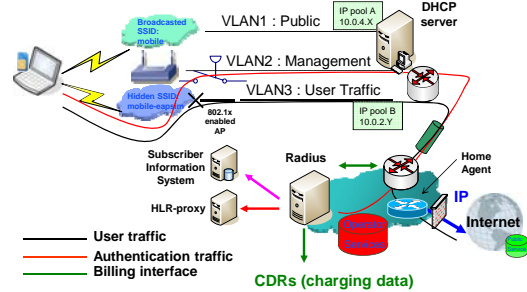 Broadcasted
SSID:
mobile
VLAN1 : Public
IP pool A
10.0.4.X
DHCP
server
VLAN2 : Management
Hidden SSID:
mobile-eapsim
VLAN3 : User Traffic
802.1x
enabled
AP
IP pool B
10.0.2.Y
Subscriber
Information
System
Radius
Home
Agent
HLR-proxy
IP
Internet
Operator
Services
User traffic
Authentication traffic
Billing interface
CDRs (charging data)